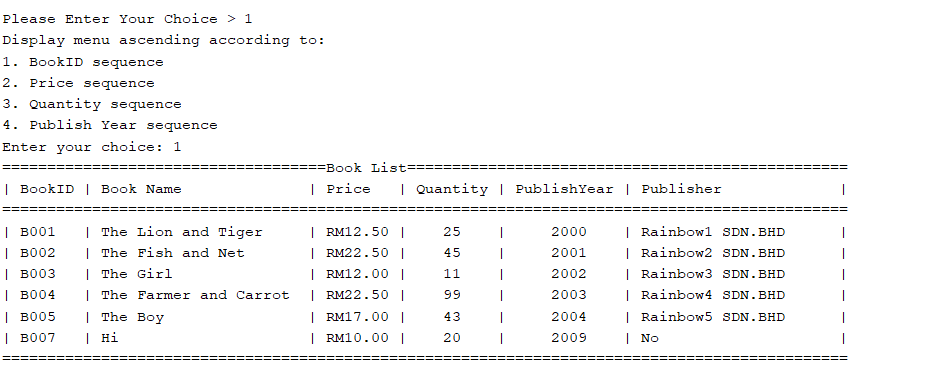 Please Enter Your Choice > 1
Display menu ascending according to:
1. BookID sequence
2. Price sequence
3. Quantity sequence
4. Publish Year sequence
Enter your choice: 1
====================================Book List=================================================
| BookID | Book Name              | Price   | Quantity | PublishYear | Publisher             |
==============================================================================================
| B001   | The Lion and Tiger     | RM12.50 |    25    |     2000    | Rainbow1 SDN.BHD      |
| B002   | The Fish and Net       | RM22.50 |    45    |     2001    | Rainbow2 SDN.BHD      |
| B003   | The Girl               | RM12.00 |    11    |     2002    | Rainbow3 SDN.BHD      |
| B004   | The Farmer and Carrot  | RM22.50 |    99    |     2003    | Rainbow4 SDN.BHD      |
| B005   | The Boy                | RM17.00 |    43    |     2004    | Rainbow5 SDN.BHD      |
| B007   | Hi                     | RM10.00 |    20    |     2009    | No                    |
==============================================================================================